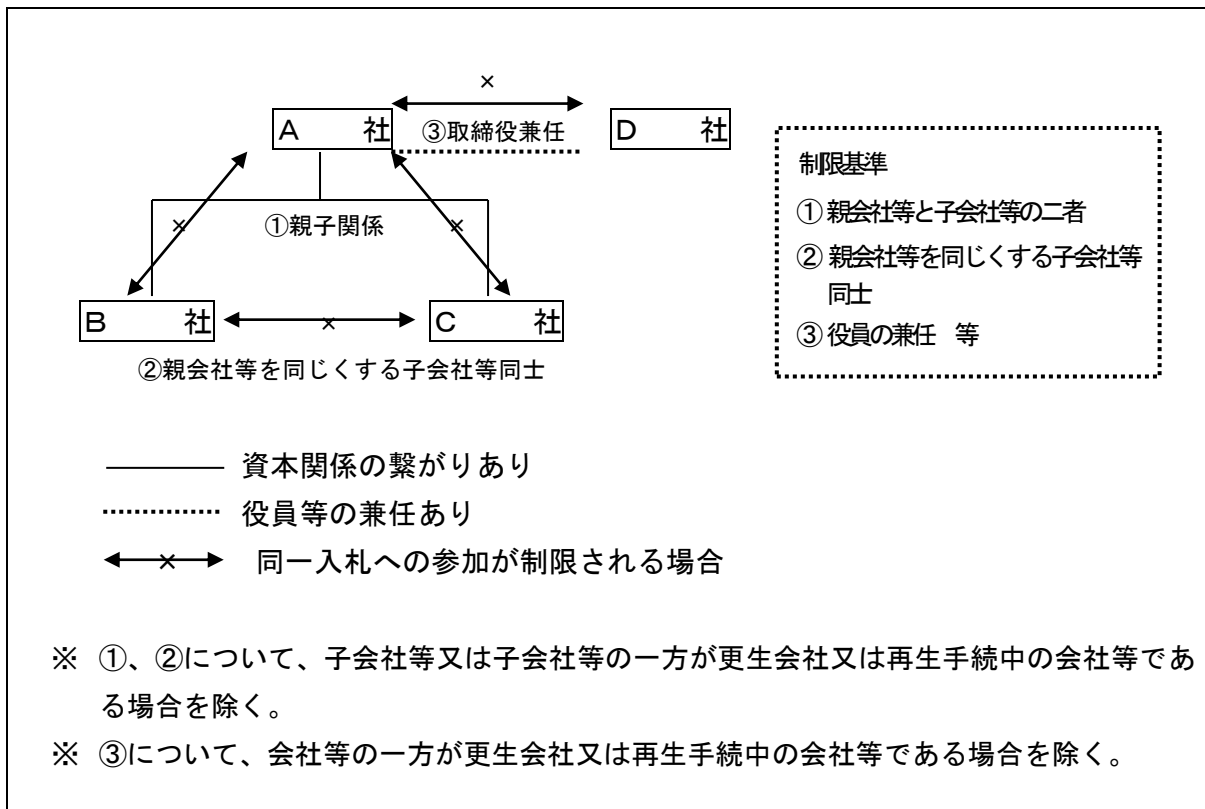 ×
A 社
③取締役兼任
D 社
制限基準
①親会社等と子会社等の二者
②親会社等を同じくする子会社等
同士
③役員の兼任 等
×
①親子関係
×
B 社
×
C 社
②親会社等を同じくする子会社等同士
資本関係の繋がりあり
役員等の兼任あり
× 同一入札への参加が制限される場合
※ ①、②について、子会社等又は子会社等の一方が更生会社又は再生手続中の会社等であ
る場合を除く。
※ ③について、会社等の一方が更生会社又は再生手続中の会社等である場合を除く。